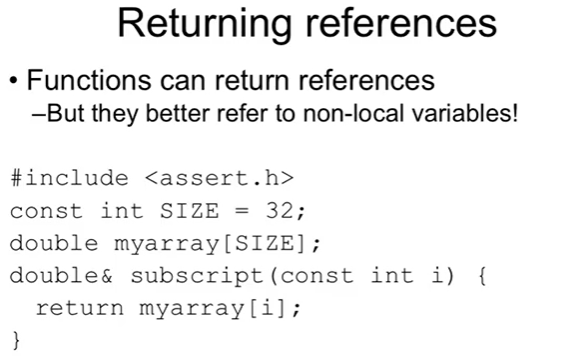 Returning references
• Functions can return references
–But they better refer to non-local variables!
#include <assert.h>
const int SIZE = 32;
double myarray[SIZE];
double& subscript(const int i) {
  return myarray[i];
}